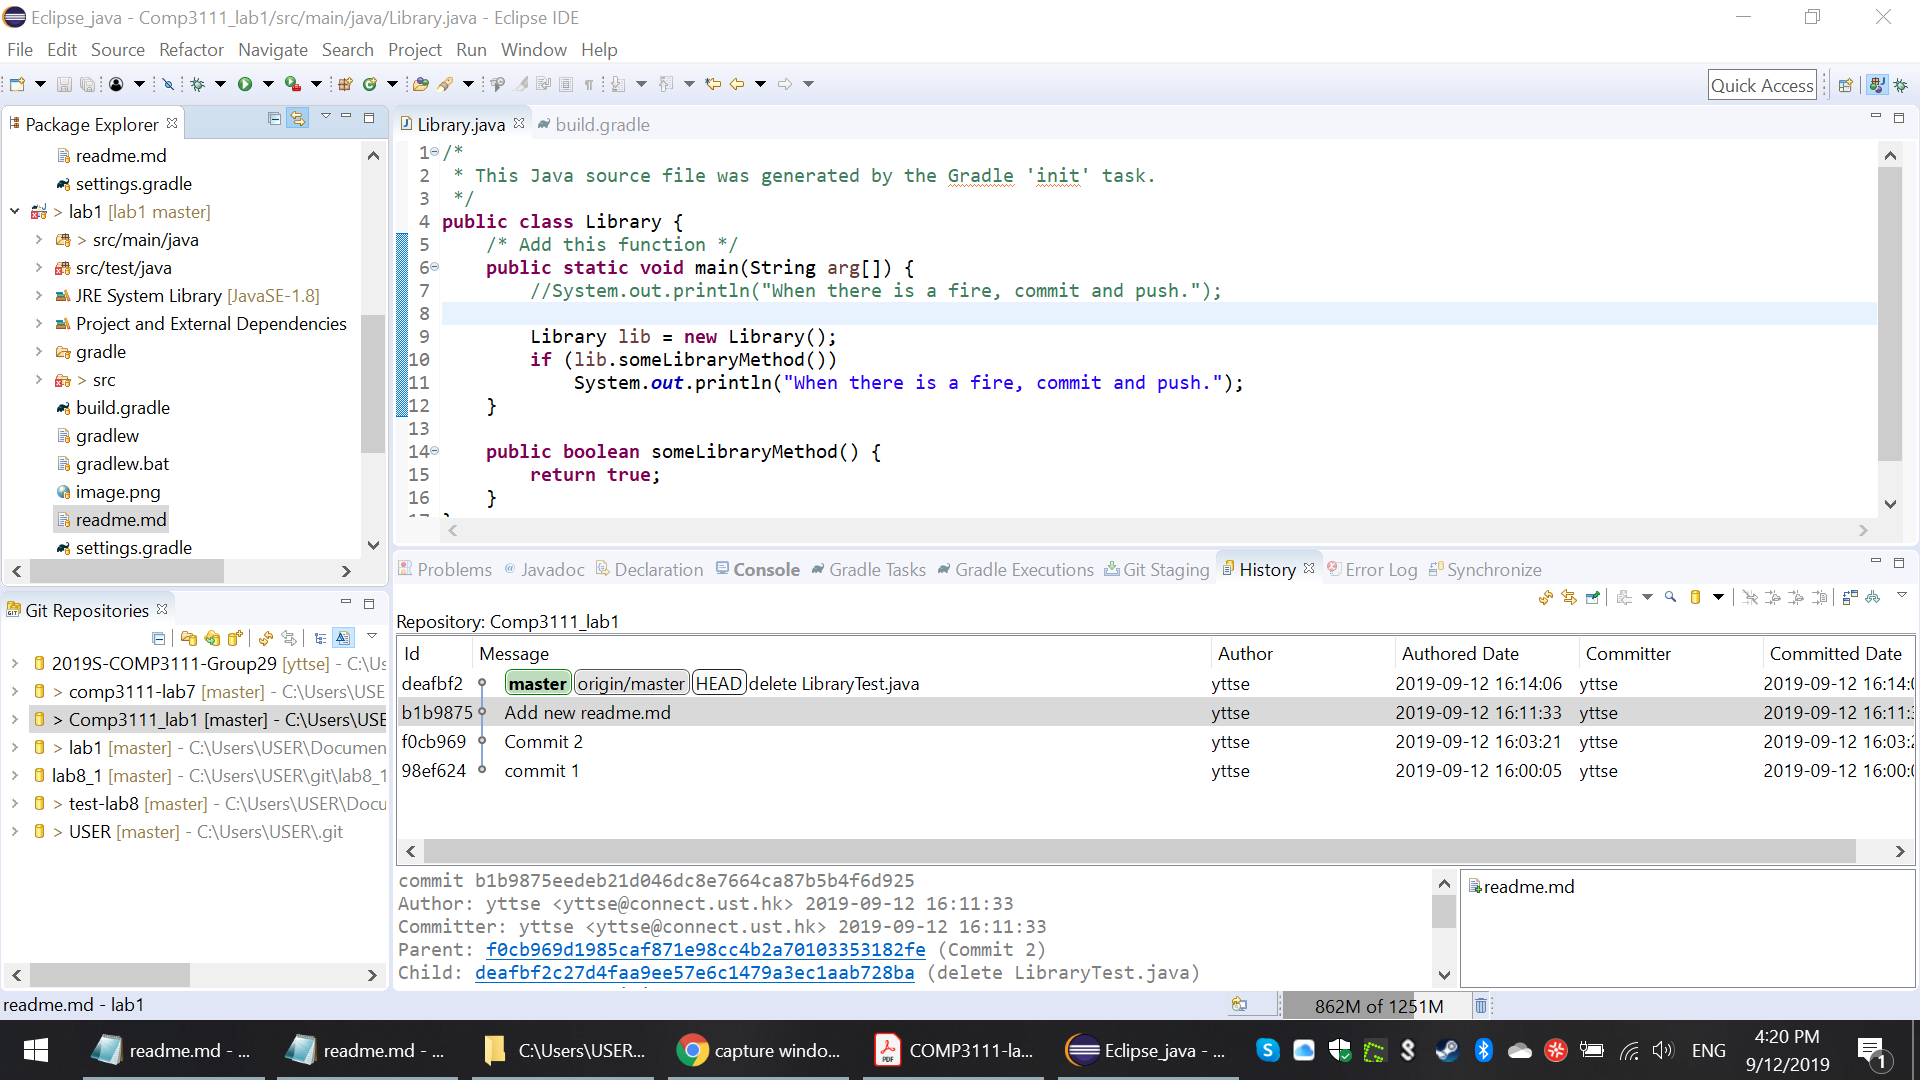 Eclipse_java - Comp3111_lab1/src/main/java/Library.java - Eclipse IDE
File Edit Source Refactor Navigate Search Project Run Window Help
Quick Access
Package Explorer
readme.md
settings.gradle
> lab1 [lab1 master]
> src/main/java
src/test/java
JRE System Library [JavaSE-1.8]
Project and External Dependencies
gradle
> src
build.gradle
gradlew
gradlew.bat
image.png
readme.md
settings.gradle
Library.java build.gradle
1 /*
2 * This Java source file was generated by the Gradle 'init' task.
3 */
4 public class Library {
5 /* Add this function */
6 public static void main(String arg[]) {
7 //System.out.println("When there is a fire, commit and push.");
8
9 Library lib = new Library();
10 if (lib.someLibraryMethod())
11 System.out.println("When there is a fire, commit and push.");
12 }
13
14 public boolean someLibraryMethod() {
15 return true;
16 }
Git Repositories
2019S-COMP3111-Group29 [yttse] - C:\Us
> comp3111-lab7 [master] - C:\Users\USE
> Comp3111_lab1 [master] - C:\Users\USE
> lab1 [master] - C:\Users\USER\Documen
lab8_1 [master] - C:\Users\USER\git\lab8_1
> test-lab8 [master] - C:\Users\USER\Docu
> USER [master] - C:\Users\USER\.git
Problems Javadoc Declaration Console Gradle Tasks Gradle Executions Git Staging History Error Log Synchronize
Repository: Comp3111_lab1
Id Message Author Authored Date Committer Committed Date
deafbf2 master origin/master HEAD delete LibraryTest.java yttse 2019-09-12 16:14:06 yttse 2019-09-12 16:14:0
b1b9875 Add new readme.md yttse 2019-09-12 16:11:33 yttse 2019-09-12 16:11:3
f0cb969 Commit 2 yttse 2019-09-12 16:03:21 yttse 2019-09-12 16:03:2
98ef624 commit 1 yttse 2019-09-12 16:00:05 yttse 2019-09-12 16:00:0
commit b1b9875eedeb21d046dc8e7664ca87b5b4f6d925
Author: yttse <yttse@connect.ust.hk> 2019-09-12 16:11:33
Committer: yttse <yttse@connect.ust.hk> 2019-09-12 16:11:33
Parent: f0cb969d1985caf871e98cc4b2a70103353182fe (Commit 2)
Child: deafbf2c27d4faa9ee57e6c1479a3ec1aab728ba (delete LibraryTest.java)
readme.md
readme.md - lab1
862M of 1251M
readme.md - ... readme.md - ... C:\Users\USER... capture windo... COMP3111-la... Eclipse_java - ... ENG
4:20 PM
9/12/2019
1